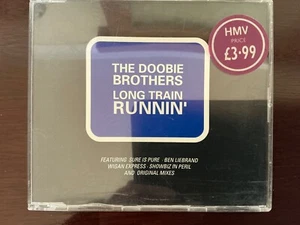 HMV
PRICE
£3·99
THE DOOBIE
BROTHERS
LONG TRAIN
RUNNIN'
FEATURING SURE IS PURE · BEN LIEBRAND
WIGAN EXPRESS · SHOWBIZ IN PERIL
AND ORIGINAL MIXES